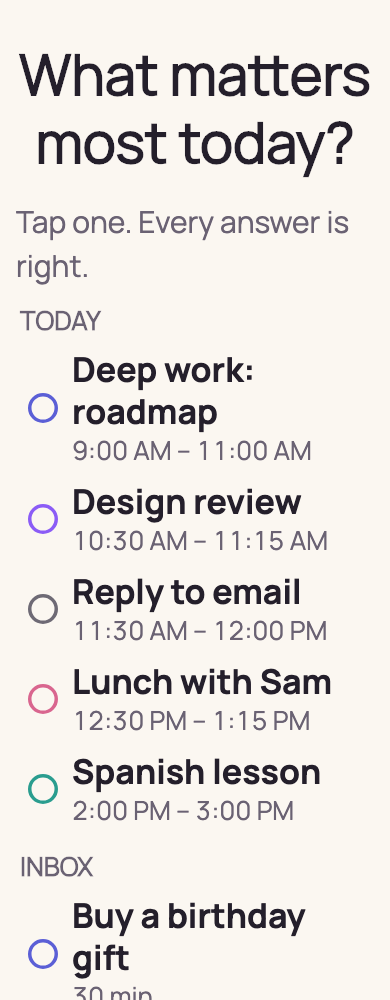 What matters
most today?
Tap one. Every answer is
right.
TODAY
Deep work:
roadmap
9:00 AM – 11:00 AM
Design review
10:30 AM – 11:15 AM
Reply to email
11:30 AM – 12:00 PM
Lunch with Sam
12:30 PM – 1:15 PM
Spanish lesson
2:00 PM – 3:00 PM
INBOX
Buy a birthday
gift
30 min